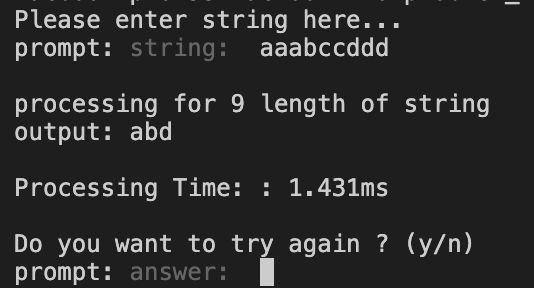 Please enter string here...
prompt: string: aaabccddd
processing for 9 length of string
output: abd
Processing Time: : 1.431ms
Do you want to try again ? (y/n)
prompt: answer: